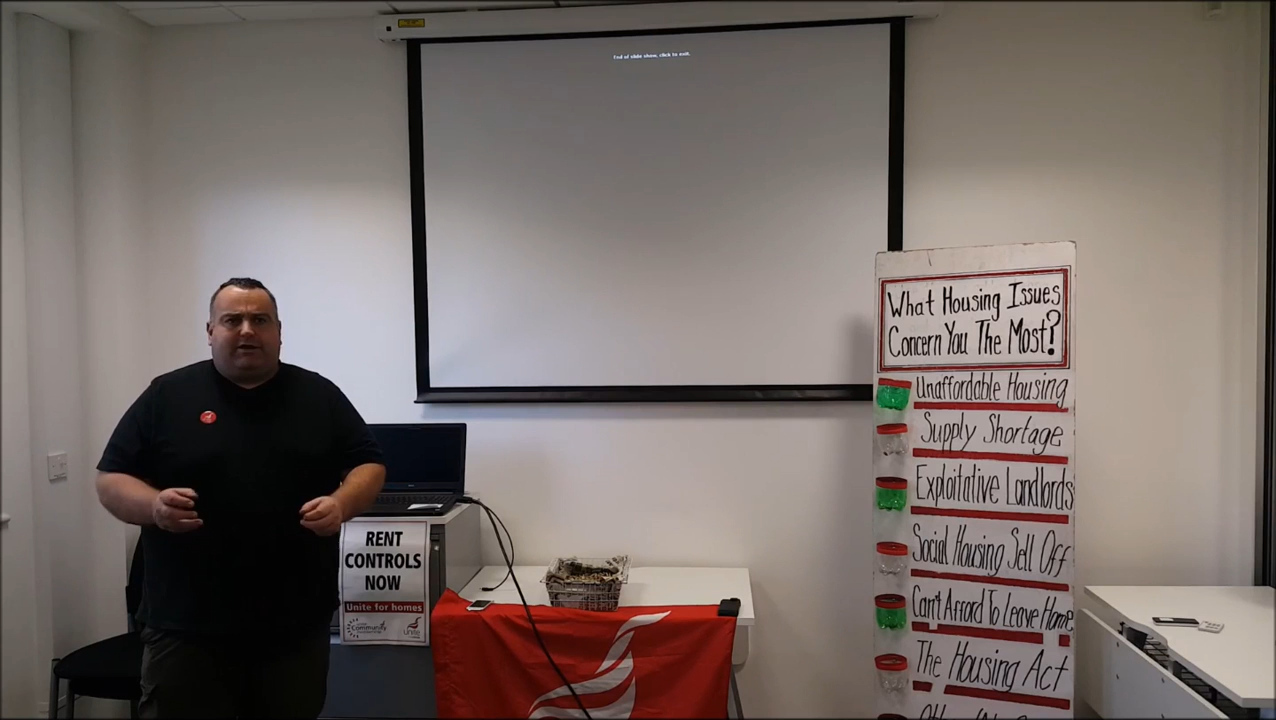 End of slide show, click to exit.
What Housing Issues
Concern You The Most?
Unaffordable Housing
Supply Shortage
Exploitative Landlords
Social Housing Sell Off
Can't Afford To Leave Home
The Housing Act
RENT
CONTROLS
NOW
Unite for homes
Community
unite